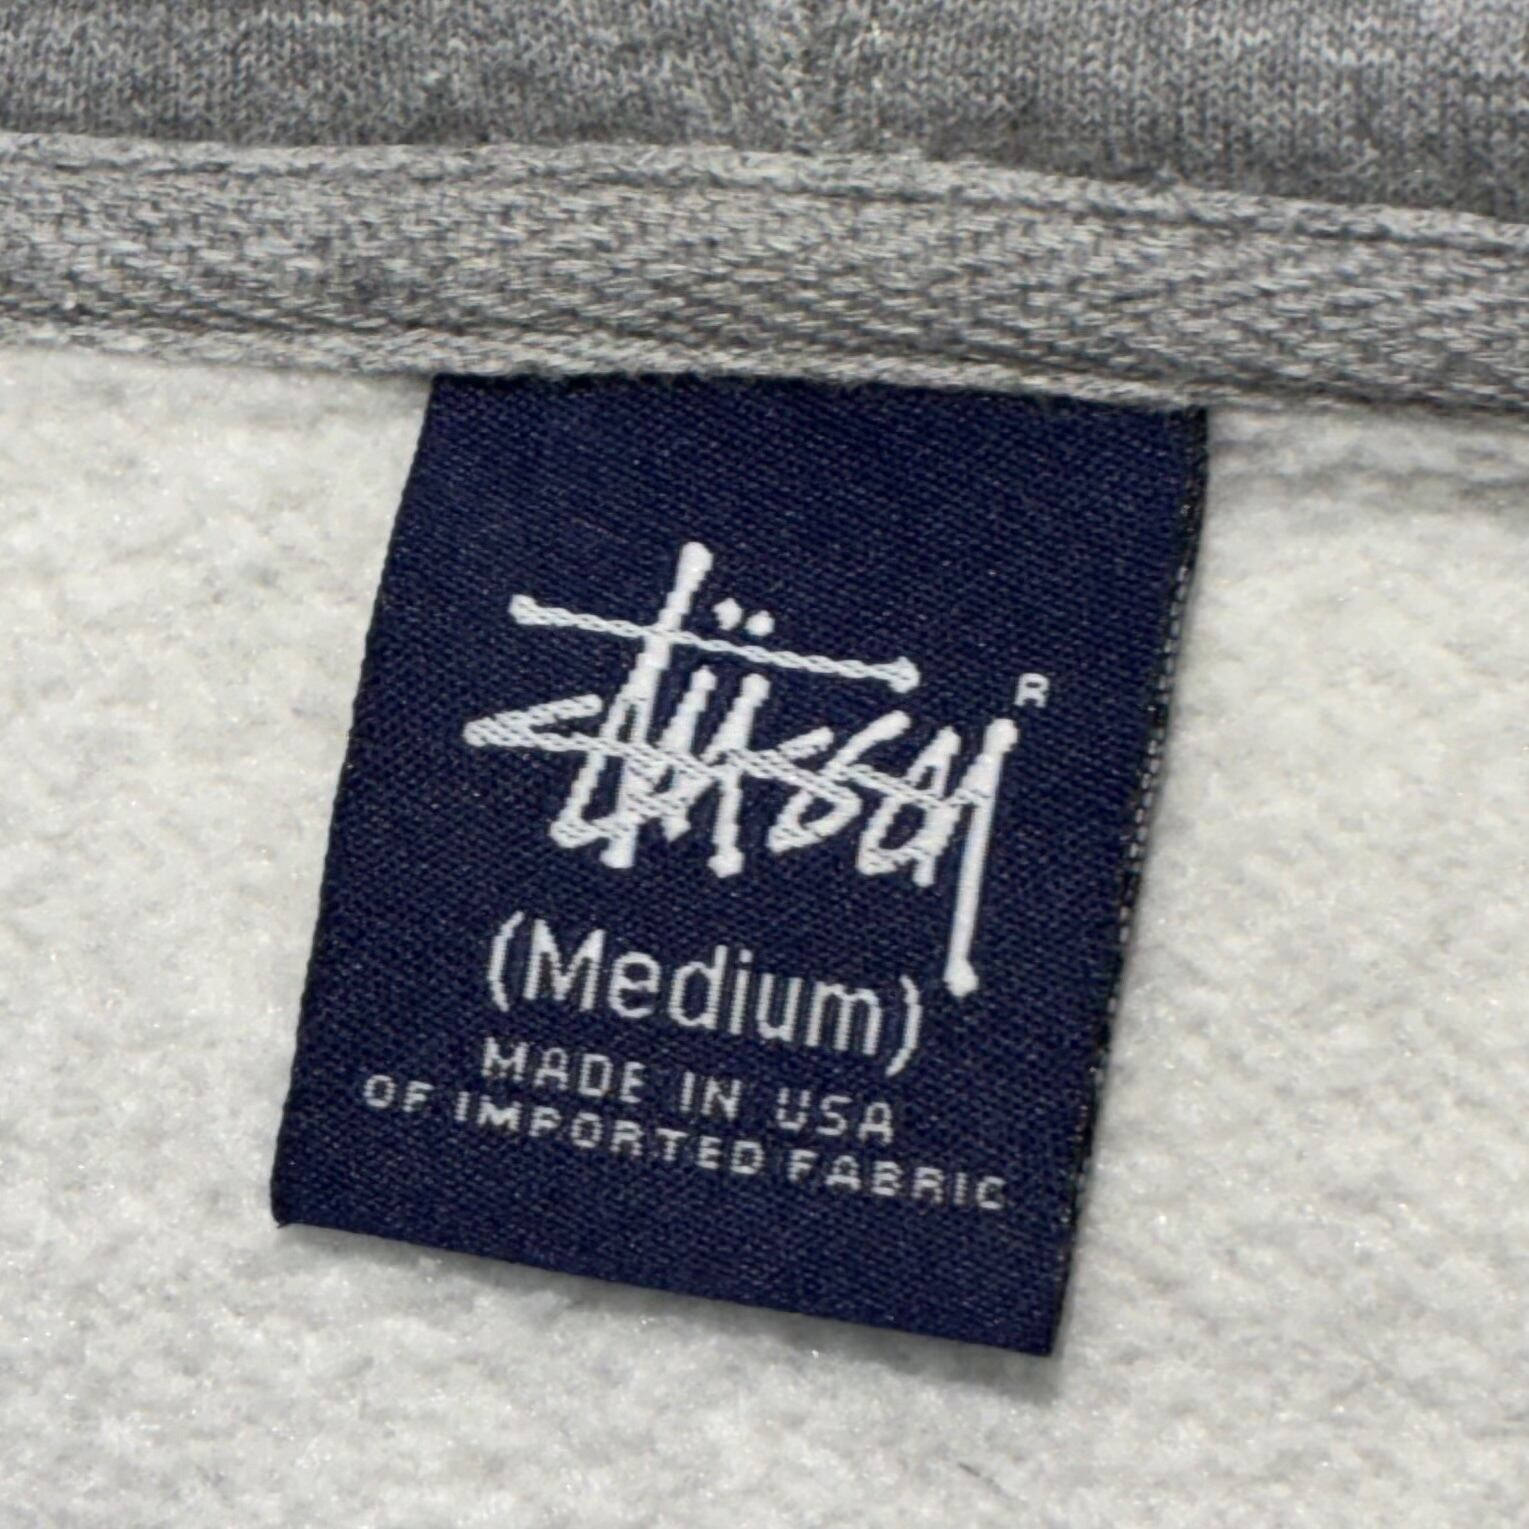 Stüssy R
(Medium)
MADE IN USA
OF IMPORTED FABRIC